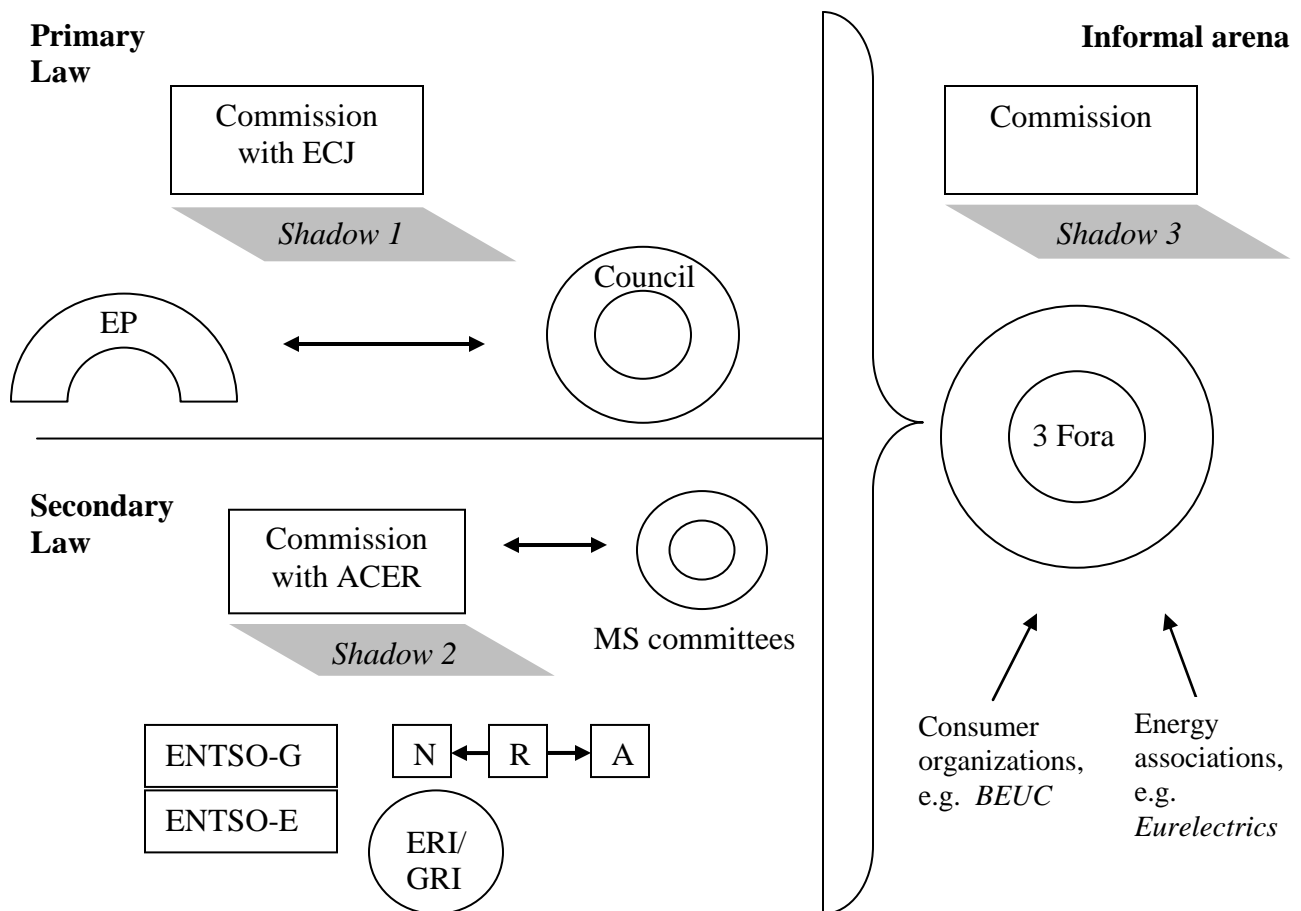 Primary
Law
Commission
with ECJ
Shadow 1
EP
Council
Secondary
Law
Commission
with ACER
Shadow 2
MS committees
ENTSO-G
ENTSO-E
N R A
ERI/
GRI
Informal arena
Commission
Shadow 3
3 Fora
Consumer
organizations,
e.g. BEUC
Energy
associations,
e.g.
Eurelectrics